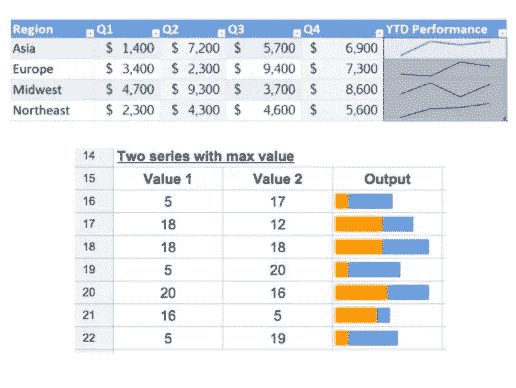 Region Q1 Q2 Q3 Q4 YTD Performance
Asia $ 1,400 $ 7,200 $ 5,700 $ 6,900
Europe $ 3,400 $ 2,300 $ 9,400 $ 7,300
Midwest $ 4,700 $ 9,300 $ 3,700 $ 8,600
Northeast $ 2,300 $ 4,300 $ 4,600 $ 5,600
14 Two series with max value
15 Value 1 Value 2 Output
16 5 17
17 18 12
18 18 18
19 5 20
20 20 16
21 16 5
22 5 19